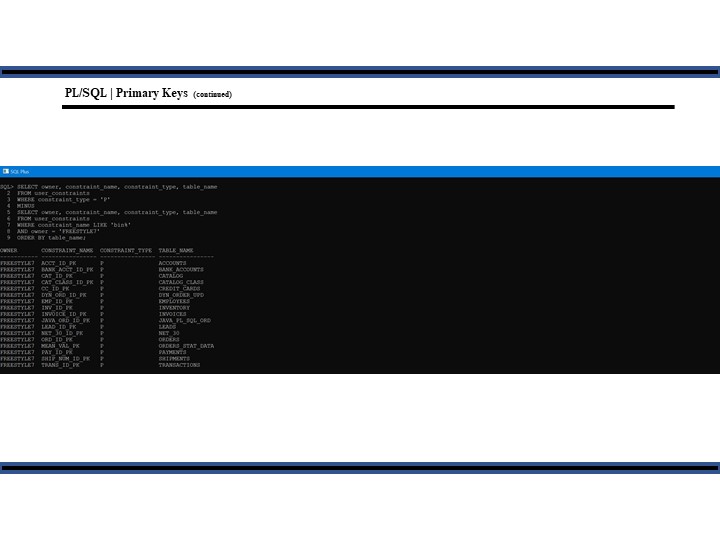 PL/SQL | Primary Keys (continued)
SQL Plus
SQL> SELECT owner, constraint_name, constraint_type, table_name
2 FROM user_constraints
3 WHERE constraint_type = 'P'
4 MINUS
5 SELECT owner, constraint_name, constraint_type, table_name
6 FROM user_constraints
7 WHERE constraint_name LIKE 'bin%'
8 AND owner = 'FREESTYLE7'
9 ORDER BY table_name;
OWNER CONSTRAINT_NAME CONSTRAINT_TYPE TABLE_NAME
----------- ---------------- ---------------- ----------------
FREESTYLE7 ACCT_ID_PK P ACCOUNTS
FREESTYLE7 BANK_ACCT_ID_PK P BANK_ACCOUNTS
FREESTYLE7 CAT_ID_PK P CATALOG
FREESTYLE7 CAT_CLASS_ID_PK P CATALOG_CLASS
FREESTYLE7 CC_ID_PK P CREDIT_CARDS
FREESTYLE7 DYN_ORD_ID_PK P DYN_ORDER_UPD
FREESTYLE7 EMP_ID_PK P EMPLOYEES
FREESTYLE7 INV_ID_PK P INVENTORY
FREESTYLE7 INVOICE_ID_PK P INVOICES
FREESTYLE7 JAVA_ORD_ID_PK P JAVA_PL_SQL_ORD
FREESTYLE7 LEAD_ID_PK P LEADS
FREESTYLE7 NET_30_ID_PK P NET_30
FREESTYLE7 ORD_ID_PK P ORDERS
FREESTYLE7 MEAN_VAL_PK P ORDERS_STAT_DATA
FREESTYLE7 PAY_ID_PK P PAYMENTS
FREESTYLE7 SHIP_NUM_ID_PK P SHIPMENTS
FREESTYLE7 TRANS_ID_PK P TRANSACTIONS